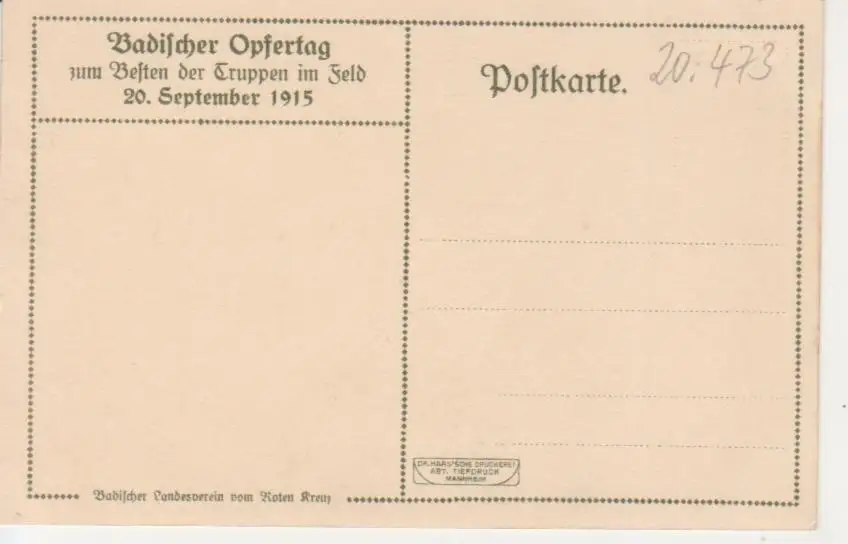 Badischer Opfertag
zum Besten der Truppen im Feld
20. September 1915
Postkarte.
20.473
DR. HAAS'SCHE DRUCKEREI
ABT. TIEFDRUCK
MANNHEIM
Badischer Landesverein vom Roten Kreuz